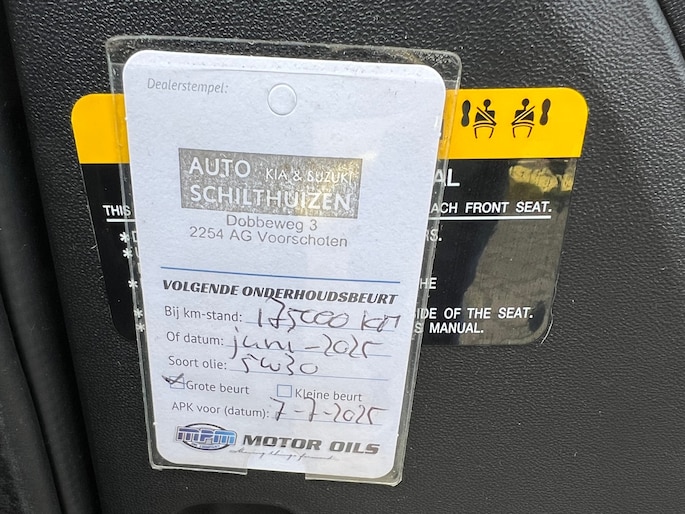 Dealerstempel:
AUTO KIA & SUZUKI
SCHILTHUIZEN
Dobbeweg 3
2254 AG Voorschoten
VOLGENDE ONDERHOUDSBEURT
Bij km-stand: 175000 KM
Of datum: juni-2025
Soort olie: 5W30
Grote beurt Kleine beurt
APK voor (datum): 7-7-2025
MPM MOTOR OILS
AL
THIS ACH FRONT SEAT.
RS.
HE
IDE OF THE SEAT.
S MANUAL.